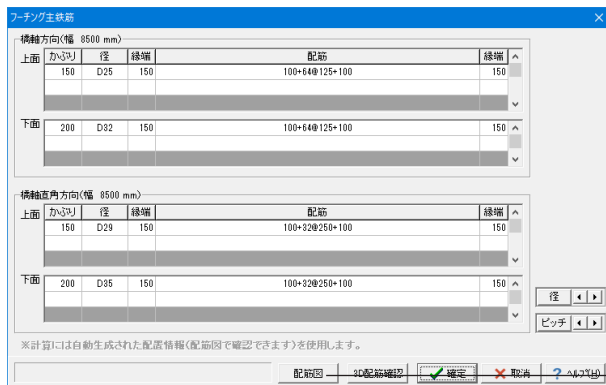 フーチング主鉄筋
橋軸方向(幅 8500 mm)
上面 かぶり 径 縁端 配筋 縁端
150 D25 150 100+64@125+100 150
下面 200 D32 150 100+64@125+100 150
橋軸直角方向(幅 8500 mm)
上面 かぶり 径 縁端 配筋 縁端
150 D29 150 100+32@250+100 150
下面 200 D35 150 100+32@250+100 150
径
ピッチ
※計算には自動生成された配置情報(配筋図で確認できます)を使用します。
配筋図 3D配筋確認 確定 取消 ? ヘルプ(H)